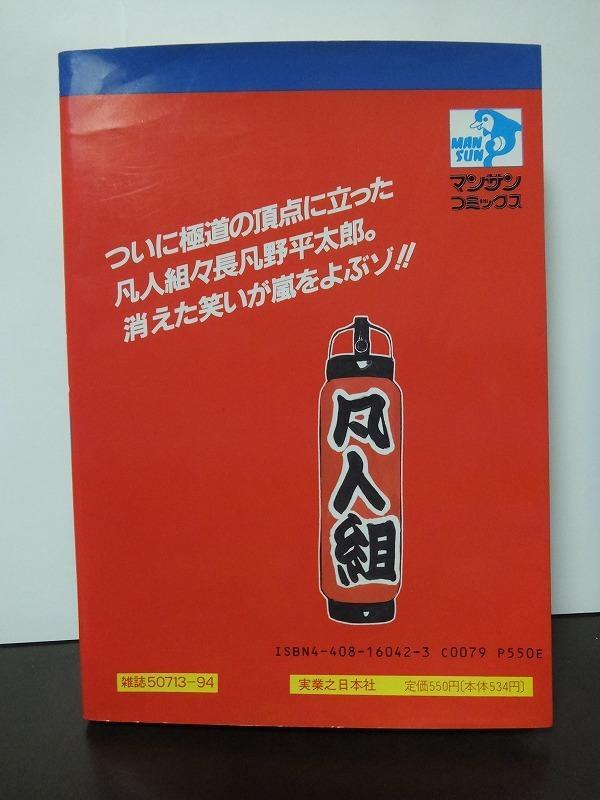 MAN
SUN
マンサン
コミックス
ついに極道の頂点に立った
凡人組々長凡野平太郎。
消えた笑いが嵐をよぶゾ!!
凡人組
ISBN4-408-16042-3 C0079 P550E
雑誌50713-94
実業之日本社 定価550円〔本体534円〕